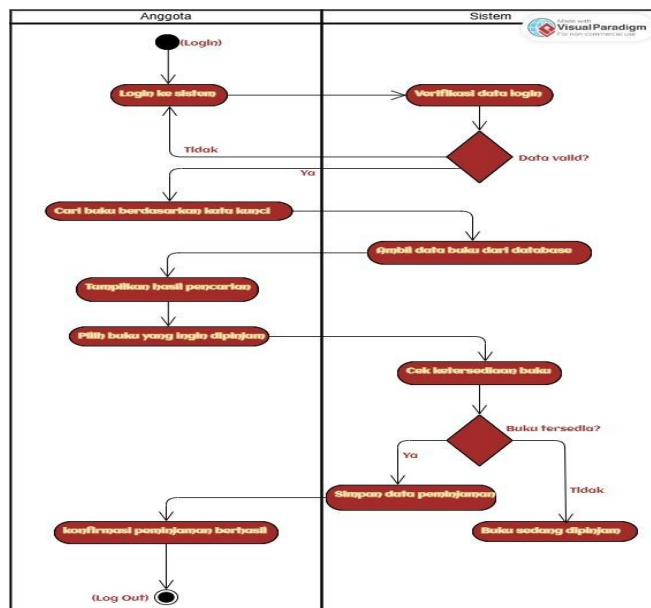 Anggota
Sistem
Made with
Visual Paradigm
For non-commercial use
(Login)
Login ke sistem
Verifikasi data login
Tidak
Data valid?
Ya
Cari buku berdasarkan kata kunci
Ambil data buku dari database
Tampilkan hasil pencarian
Pilih buku yang ingin dipinjam
Cek ketersediaan buku
Buku tersedia?
Ya
Tidak
Simpan data peminjaman
konfirmasi peminjaman berhasil
Buku sedang dipinjam
(Log Out)